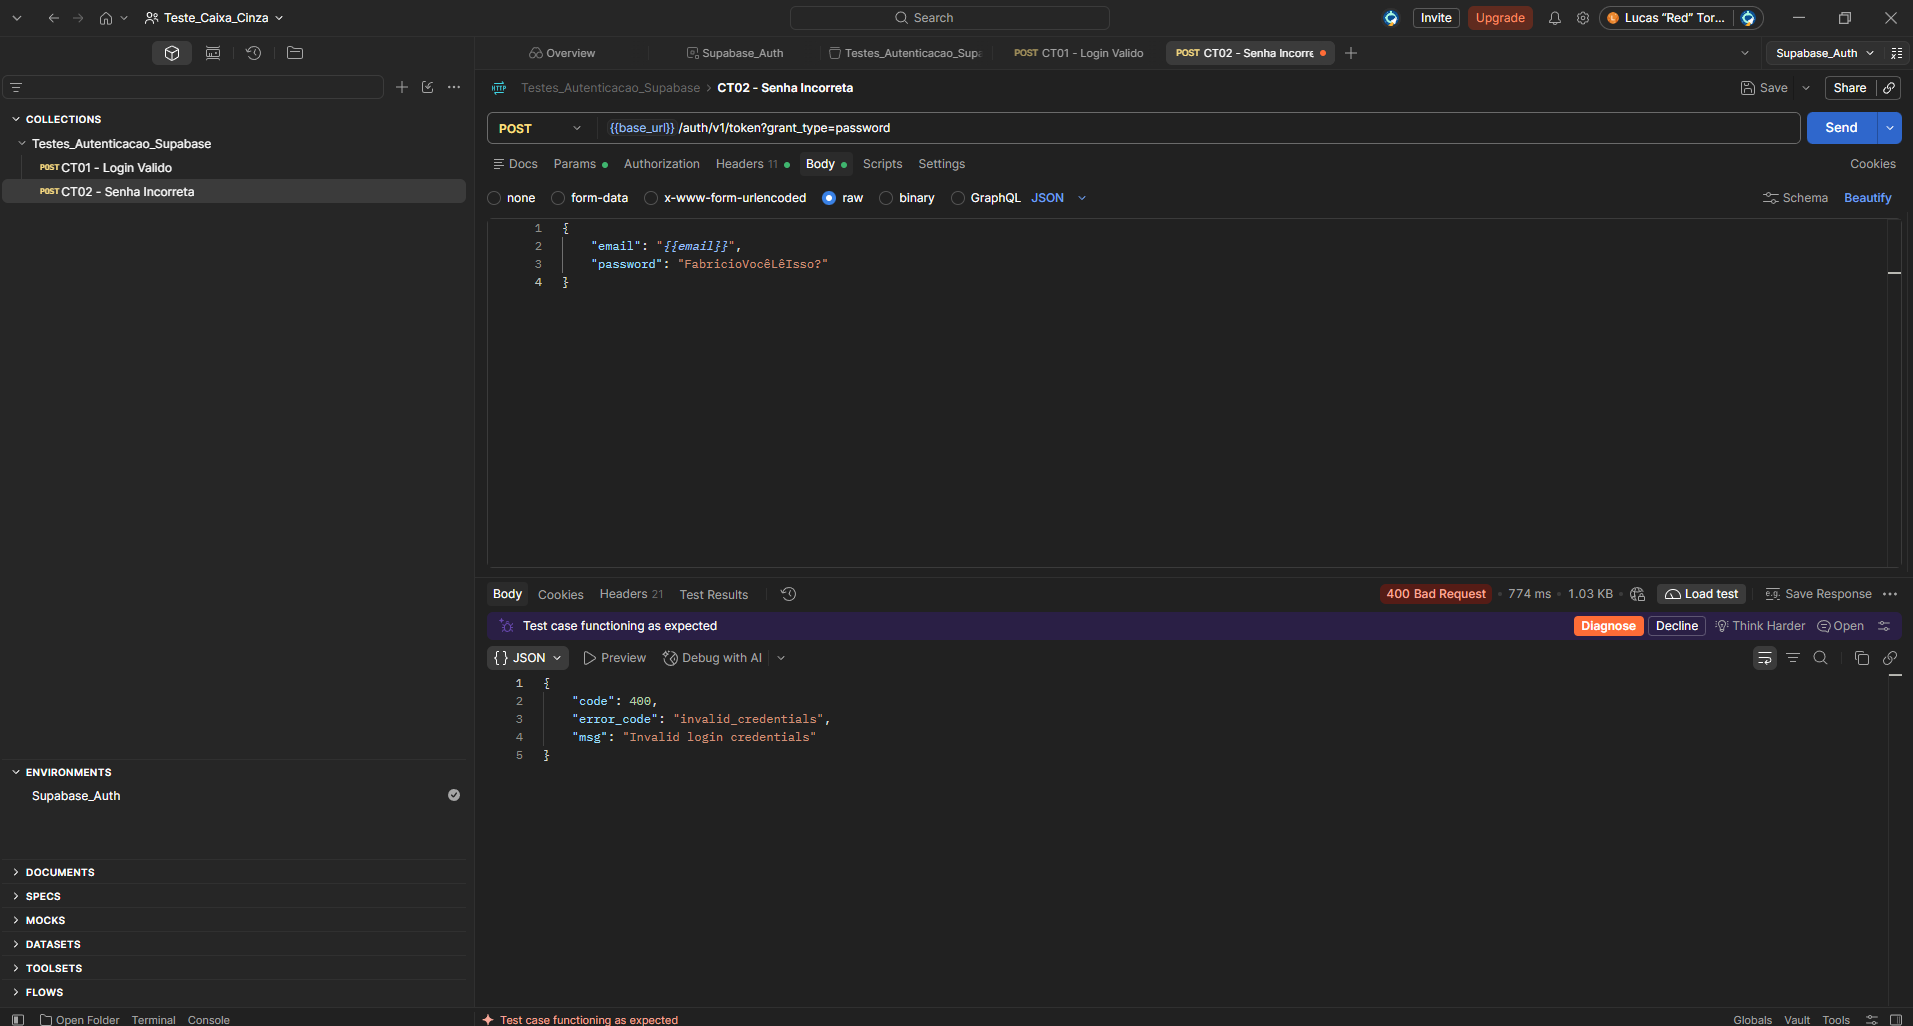 Teste_Caixa_Cinza
Search
Invite
Upgrade
Lucas “Red” Tor...
Overview
Supabase_Auth
Testes_Autenticacao_Supa
POST CT01 - Login Valido
POST CT02 - Senha Incorre
Supabase_Auth
COLLECTIONS
Testes_Autenticacao_Supabase
POST CT01 - Login Valido
POST CT02 - Senha Incorreta
HTTP Testes_Autenticacao_Supabase > CT02 - Senha Incorreta
Save
Share
POST
{{base_url}} /auth/v1/token?grant_type=password
Send
Docs
Params
Authorization
Headers 11
Body
Scripts
Settings
Cookies
none
form-data
x-www-form-urlencoded
raw
binary
GraphQL
JSON
Schema
Beautify
1 {
2 "email": "{{email}}",
3 "password": "FabricioVocêLêIsso?"
4 }
Body
Cookies
Headers 21
Test Results
400 Bad Request
774 ms
1.03 KB
Load test
e.g. Save Response
Test case functioning as expected
Diagnose
Decline
Think Harder
Open
{} JSON
Preview
Debug with AI
1 {
2 "code": 400,
3 "error_code": "invalid_credentials",
4 "msg": "Invalid login credentials"
5 }
ENVIRONMENTS
Supabase_Auth
DOCUMENTS
SPECS
MOCKS
DATASETS
TOOLSETS
FLOWS
Open Folder
Terminal
Console
Test case functioning as expected
Globals
Vault
Tools